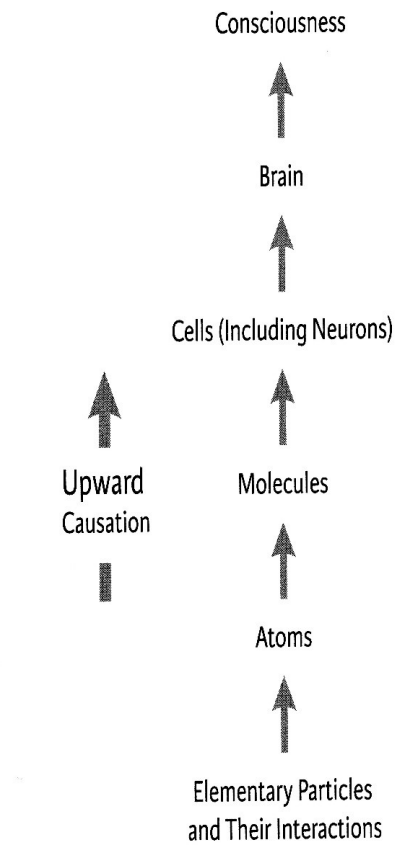 Consciousness
Brain
Cells (Including Neurons)
Upward
Causation
Molecules
Atoms
Elementary Particles
and Their Interactions